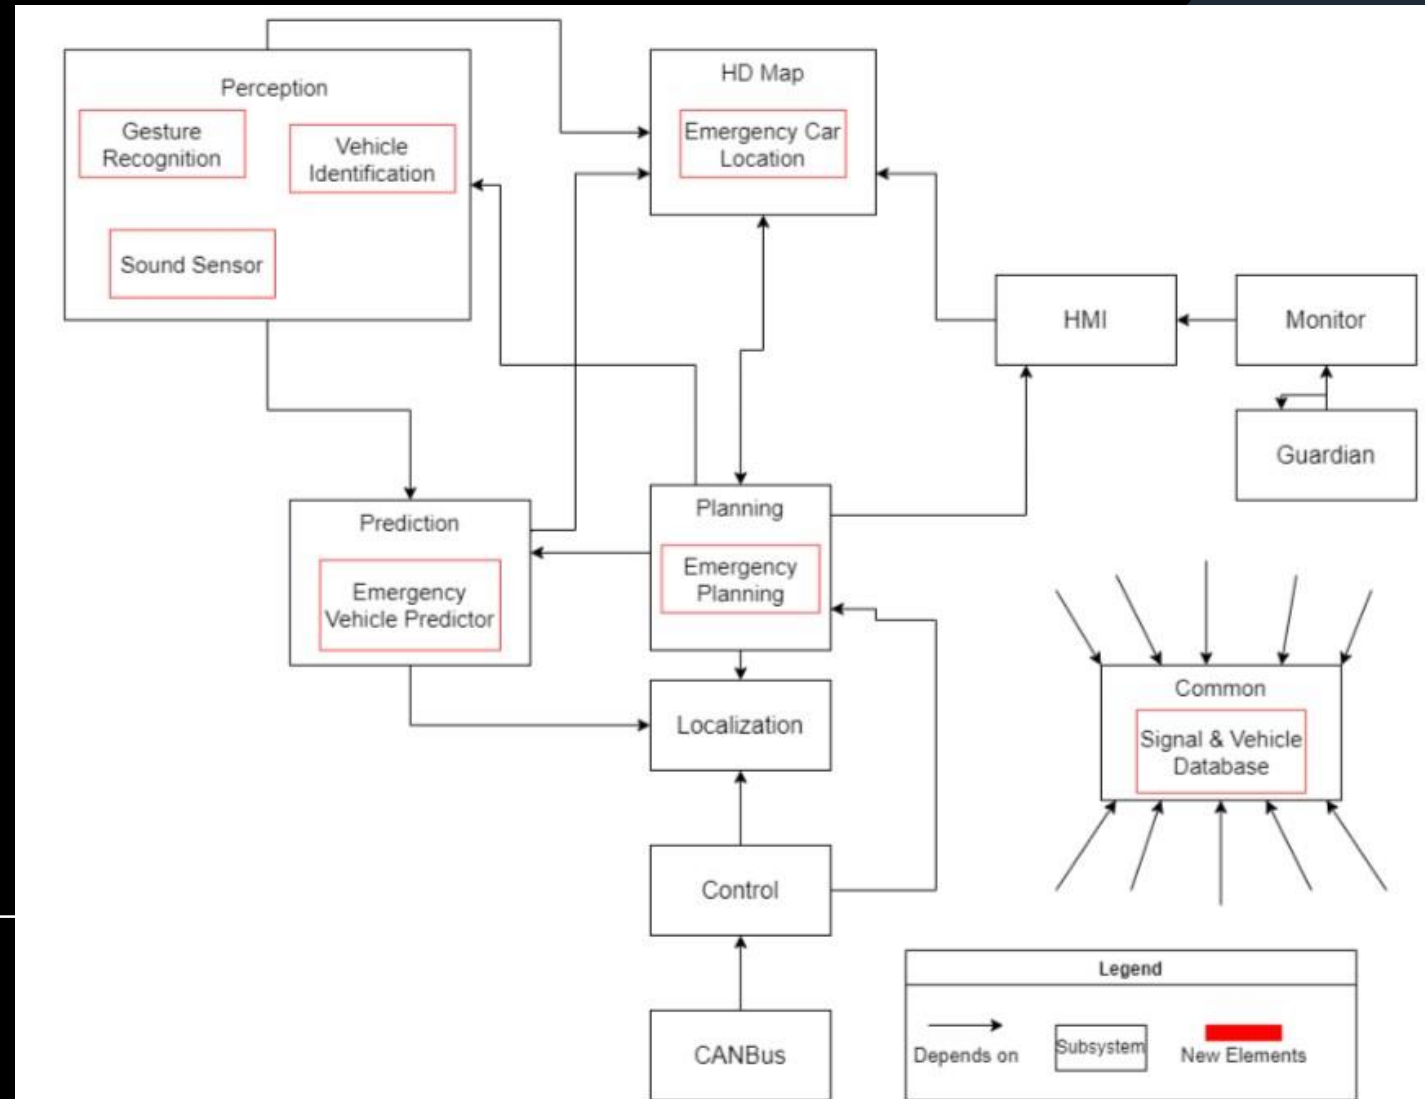 Perception
Gesture
Recognition
Vehicle
Identification
Sound Sensor
HD Map
Emergency Car
Location
HMI
Monitor
Guardian
Prediction
Emergency
Vehicle Predictor
Planning
Emergency
Planning
Localization
Common
Signal & Vehicle
Database
Control
CANBus
Legend
Depends on
Subsystem
New Elements